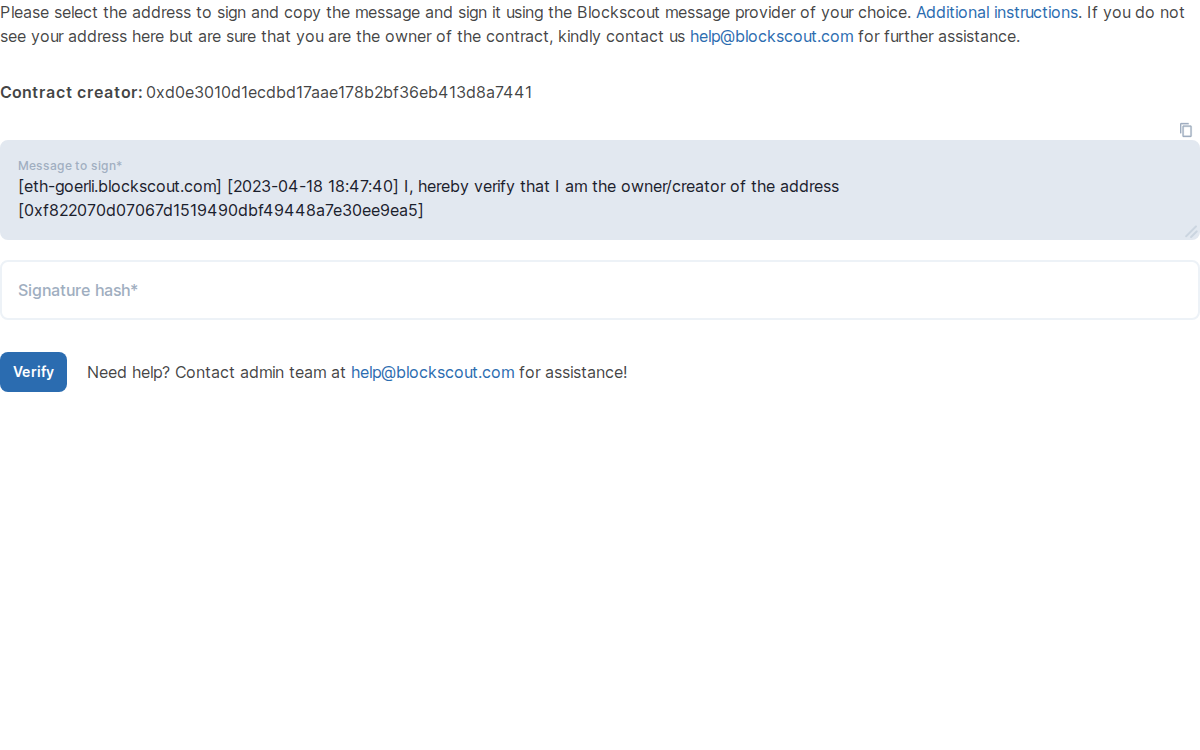 Please select the address to sign and copy the message and sign it using the Blockscout message provider of your choice. Additional instructions. If you do not
see your address here but are sure that you are the owner of the contract, kindly contact us help@blockscout.com for further assistance.
Contract creator: 0xd0e3010d1ecdbd17aae178b2bf36eb413d8a7441
Message to sign*
[eth-goerli.blockscout.com] [2023-04-18 18:47:40] I, hereby verify that I am the owner/creator of the address
[0xf822070d07067d1519490dbf49448a7e30ee9ea5]
Signature hash*
Verify Need help? Contact admin team at help@blockscout.com for assistance!